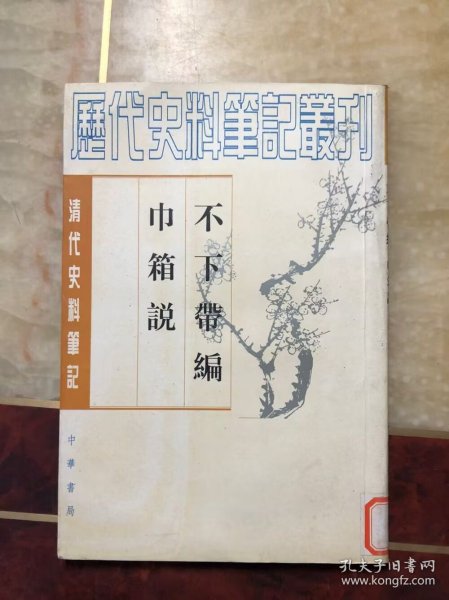 歷代史料筆記叢刊
清代史料筆記
不下帶編
巾箱説
中華書局
孔夫子旧书网
www.kongfz.com